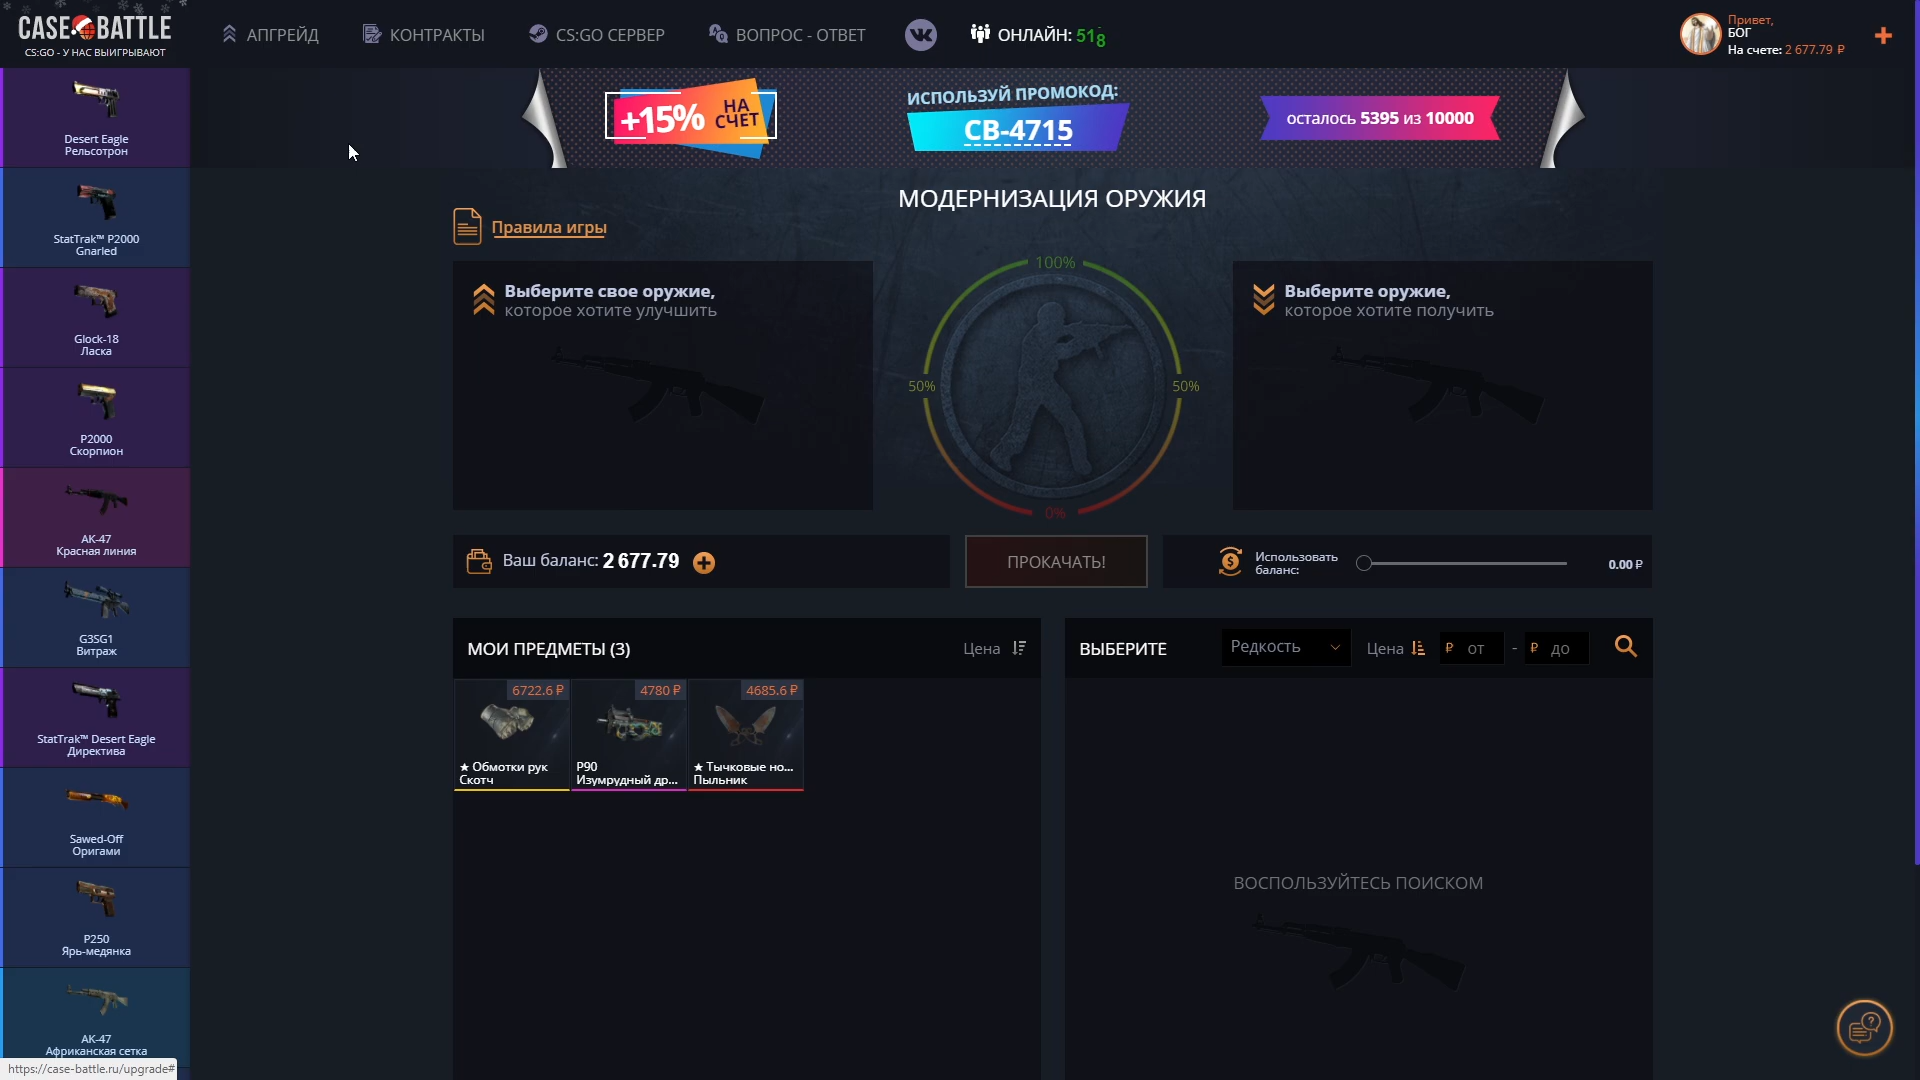 CASE BATTLE
CS:GO - У НАС ВЫИГРЫВАЮТ
АПГРЕЙД
КОНТРАКТЫ
CS:GO СЕРВЕР
ВОПРОС - ОТВЕТ
ОНЛАЙН: 518
Привет,
БОГ
На счете: 2 677.79 ₽
+15% НА СЧЕТ
ИСПОЛЬЗУЙ ПРОМОКОД:
CB-4715
осталось 5395 из 10000
Desert Eagle
Рельсотрон
StatTrak™ P2000
Gnarled
Glock-18
Ласка
P2000
Скорпион
АК-47
Красная линия
G3SG1
Витраж
StatTrak™ Desert Eagle
Директива
Sawed-Off
Оригами
P250
Ярь-медянка
АК-47
Африканская сетка
https://case-battle.ru/upgrade#
МОДЕРНИЗАЦИЯ ОРУЖИЯ
Правила игры
Выберите свое оружие,
которое хотите улучшить
100%
50%
50%
0%
Выберите оружие,
которое хотите получить
Ваш баланс: 2 677.79
ПРОКАЧАТЬ!
Использовать
баланс:
0.00 ₽
МОИ ПРЕДМЕТЫ (3)
Цена
6722.6 ₽
★ Обмотки рук
Скотч
4780 ₽
P90
Изумрудный др...
4685.6 ₽
★ Тычковые но...
Пыльник
ВЫБЕРИТЕ
Редкость
Цена
₽ от
-
₽ до
ВОСПОЛЬЗУЙТЕСЬ ПОИСКОМ